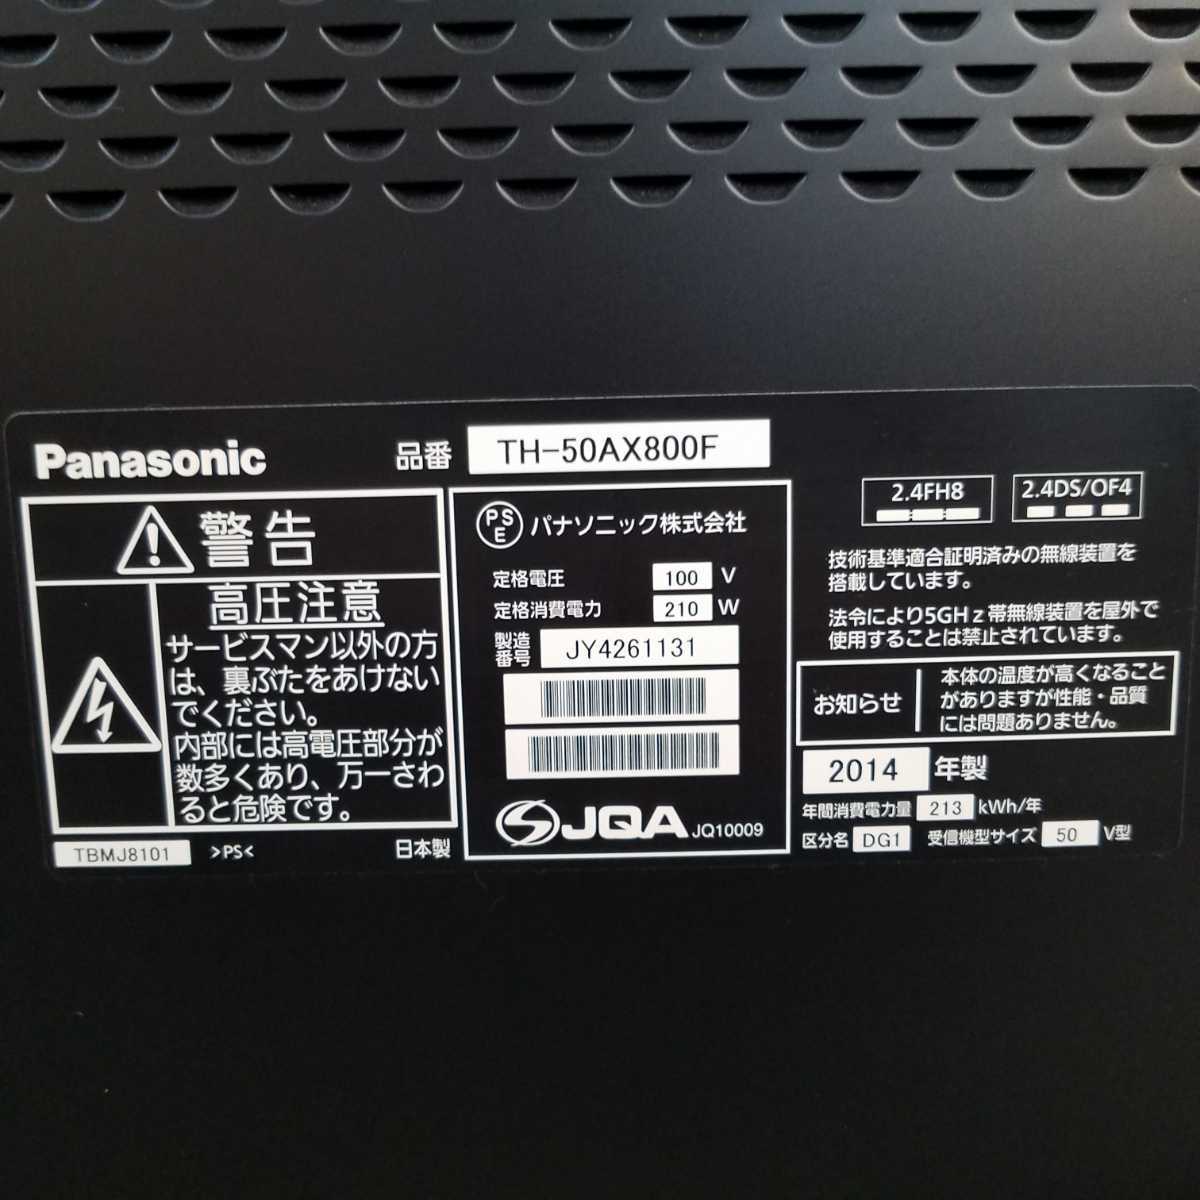 Panasonic
品番 TH-50AX800F
警告
高圧注意
サービスマン以外の方
は、裏ぶたをあけない
でください。
内部には高電圧部分が
数多くあり、万一さわ
ると危険です。
TBMJ8101 >PS< 日本製
PSE パナソニック株式会社
定格電圧 100 V
定格消費電力 210 W
製造番号 JY4261131
JQA JQ10009
2.4FH8 2.4DS/OF4
技術基準適合証明済みの無線装置を
搭載しています。
法令により5GHz帯無線装置を屋外で
使用することは禁止されています。
お知らせ
本体の温度が高くなること
がありますが性能・品質
には問題ありません。
2014 年製
年間消費電力量 213 kWh/年
区分名 DG1 受信機型サイズ 50 V型